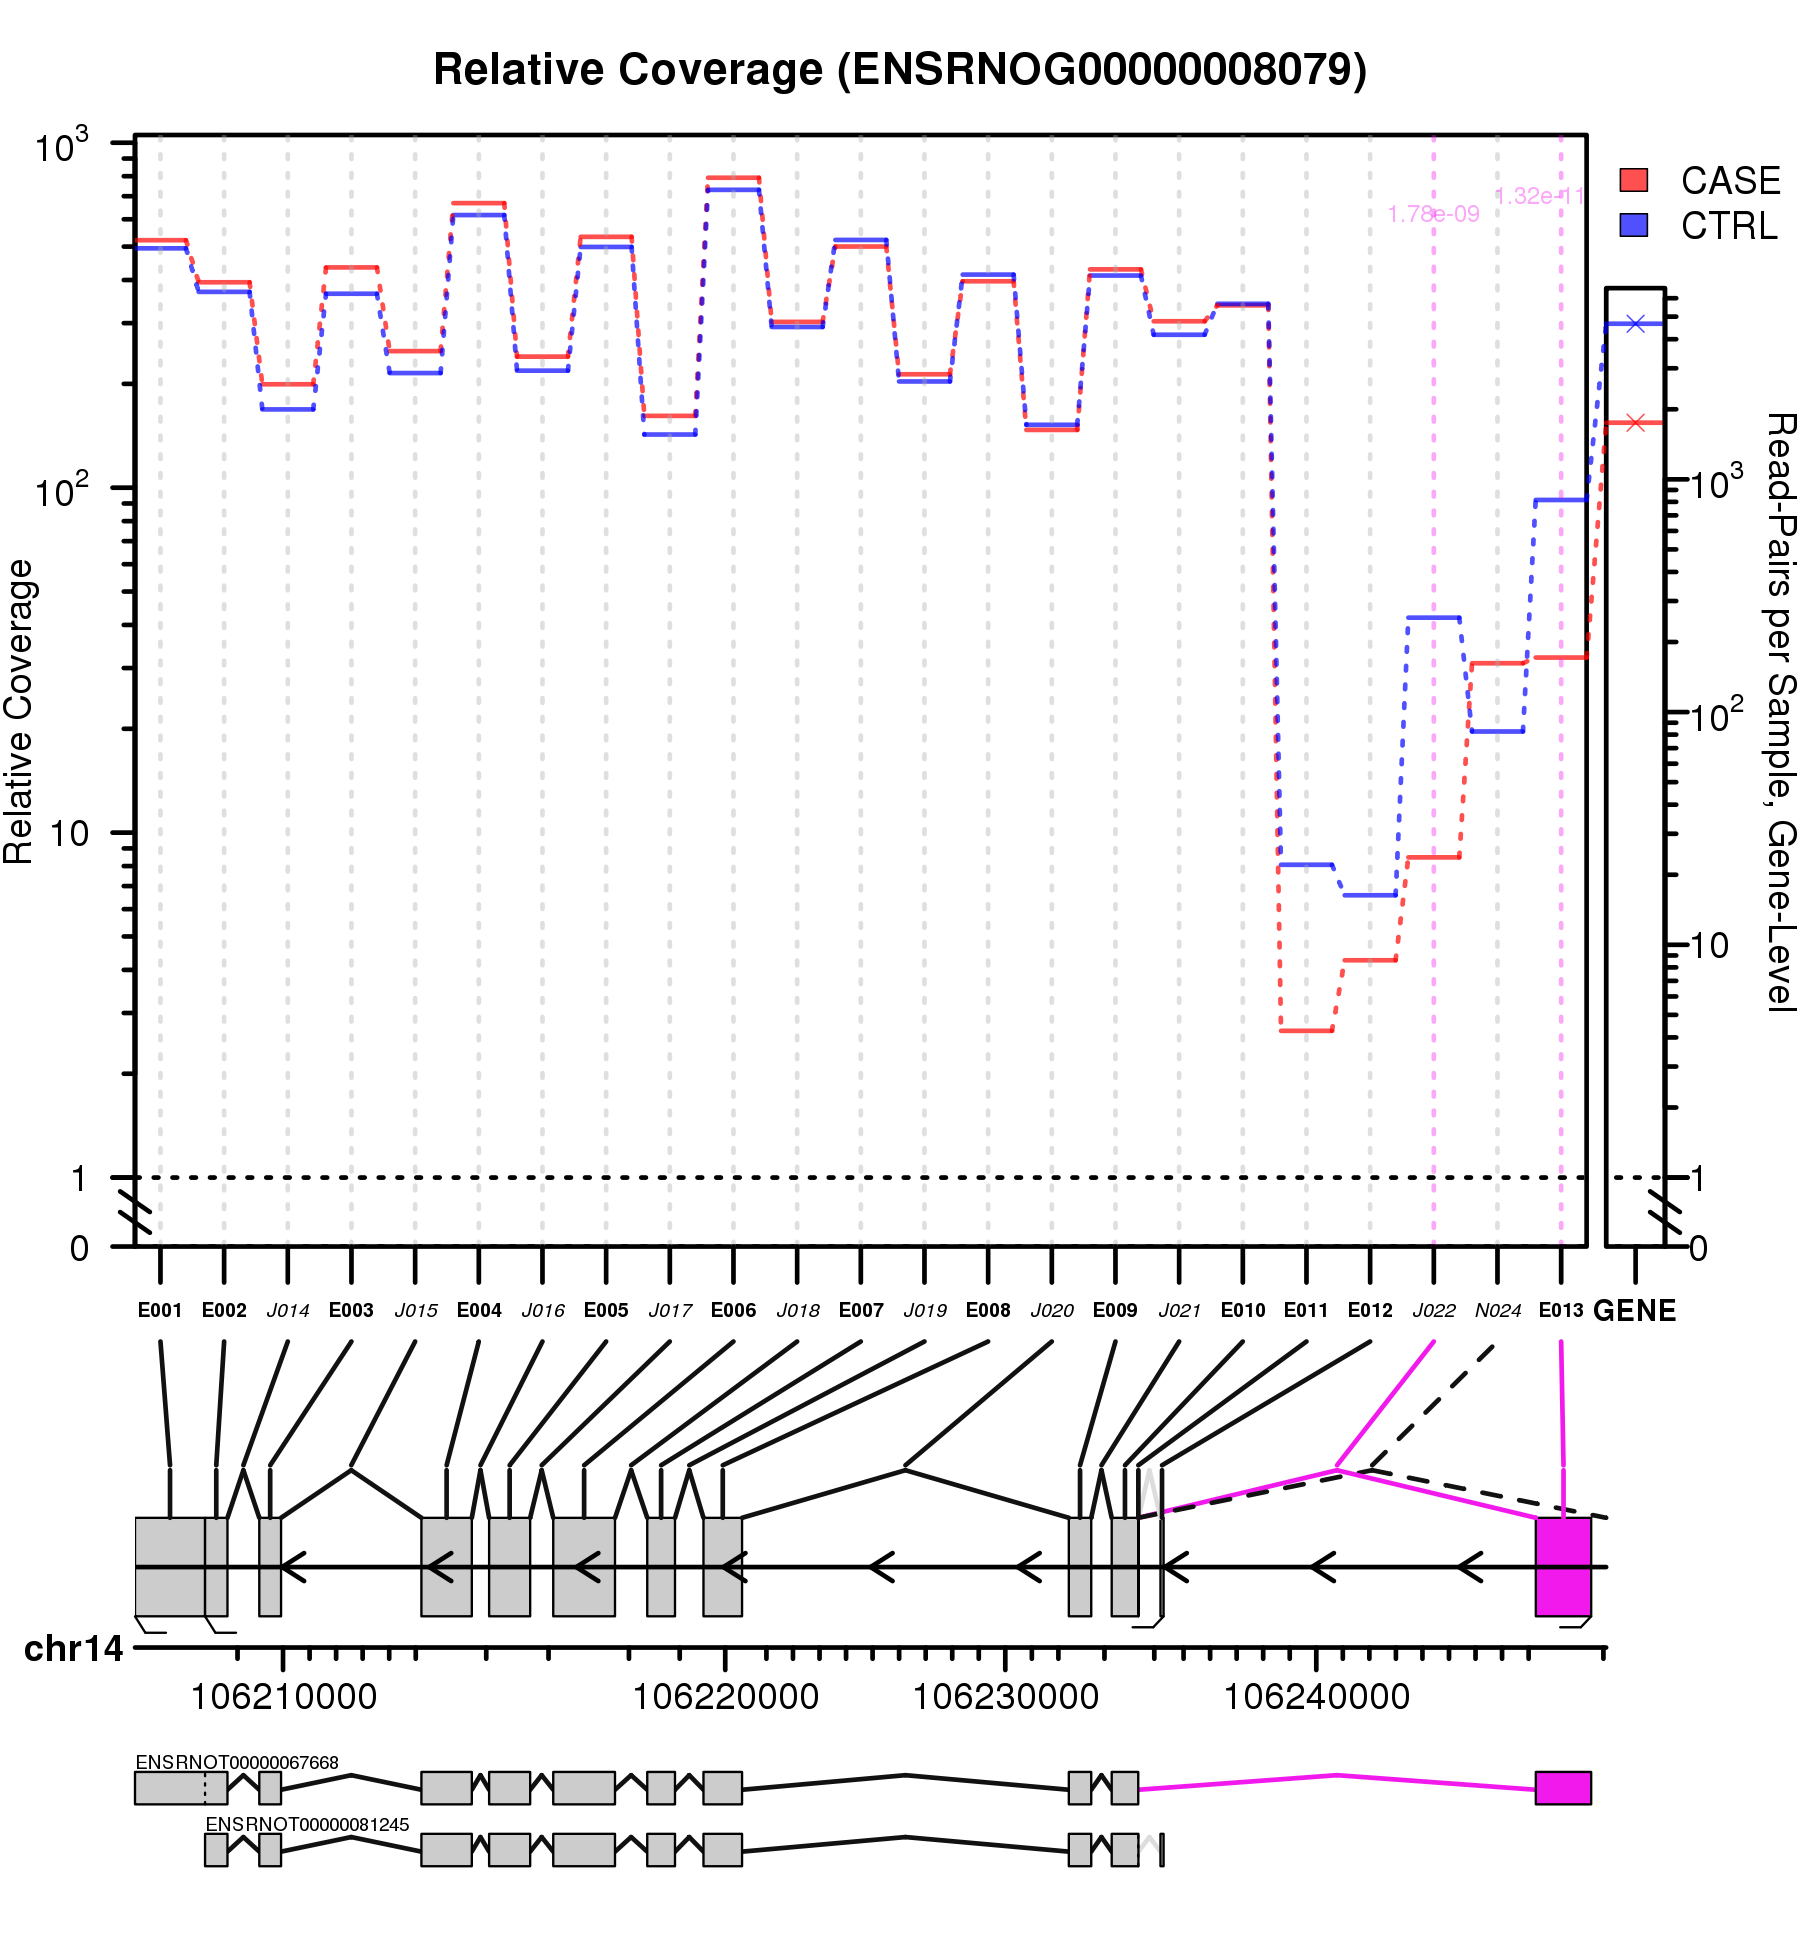 Relative Coverage (ENSRNOG00000008079)
10³
10²
10
1
0
Relative Coverage
1.78e-09
1.32e-11
CASE
CTRL
10³
10²
10
1
0
Read-Pairs per Sample, Gene-Level
E001 E002 J014 E003 J015 E004 J016 E005 J017 E006 J018 E007 J019 E008 J020 E009 J021 E010 E011 E012 J022 N024 E013 GENE
chr14
106210000 106220000 106230000 106240000
ENSRNOT00000067668
ENSRNOT00000081245